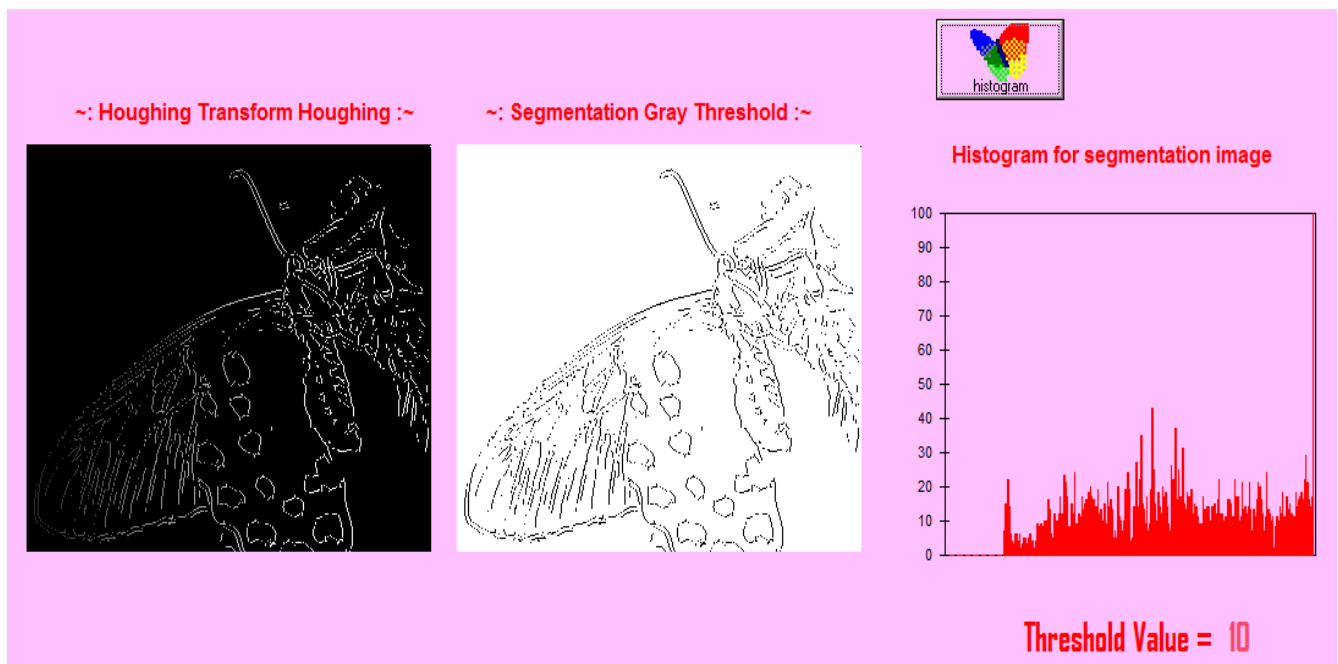 histogram
~: Houghing Transform Houghing :~
~: Segmentation Gray Threshold :~
Histogram for segmentation image
100
90
80
70
60
50
40
30
20
10
0
Threshold Value = 10